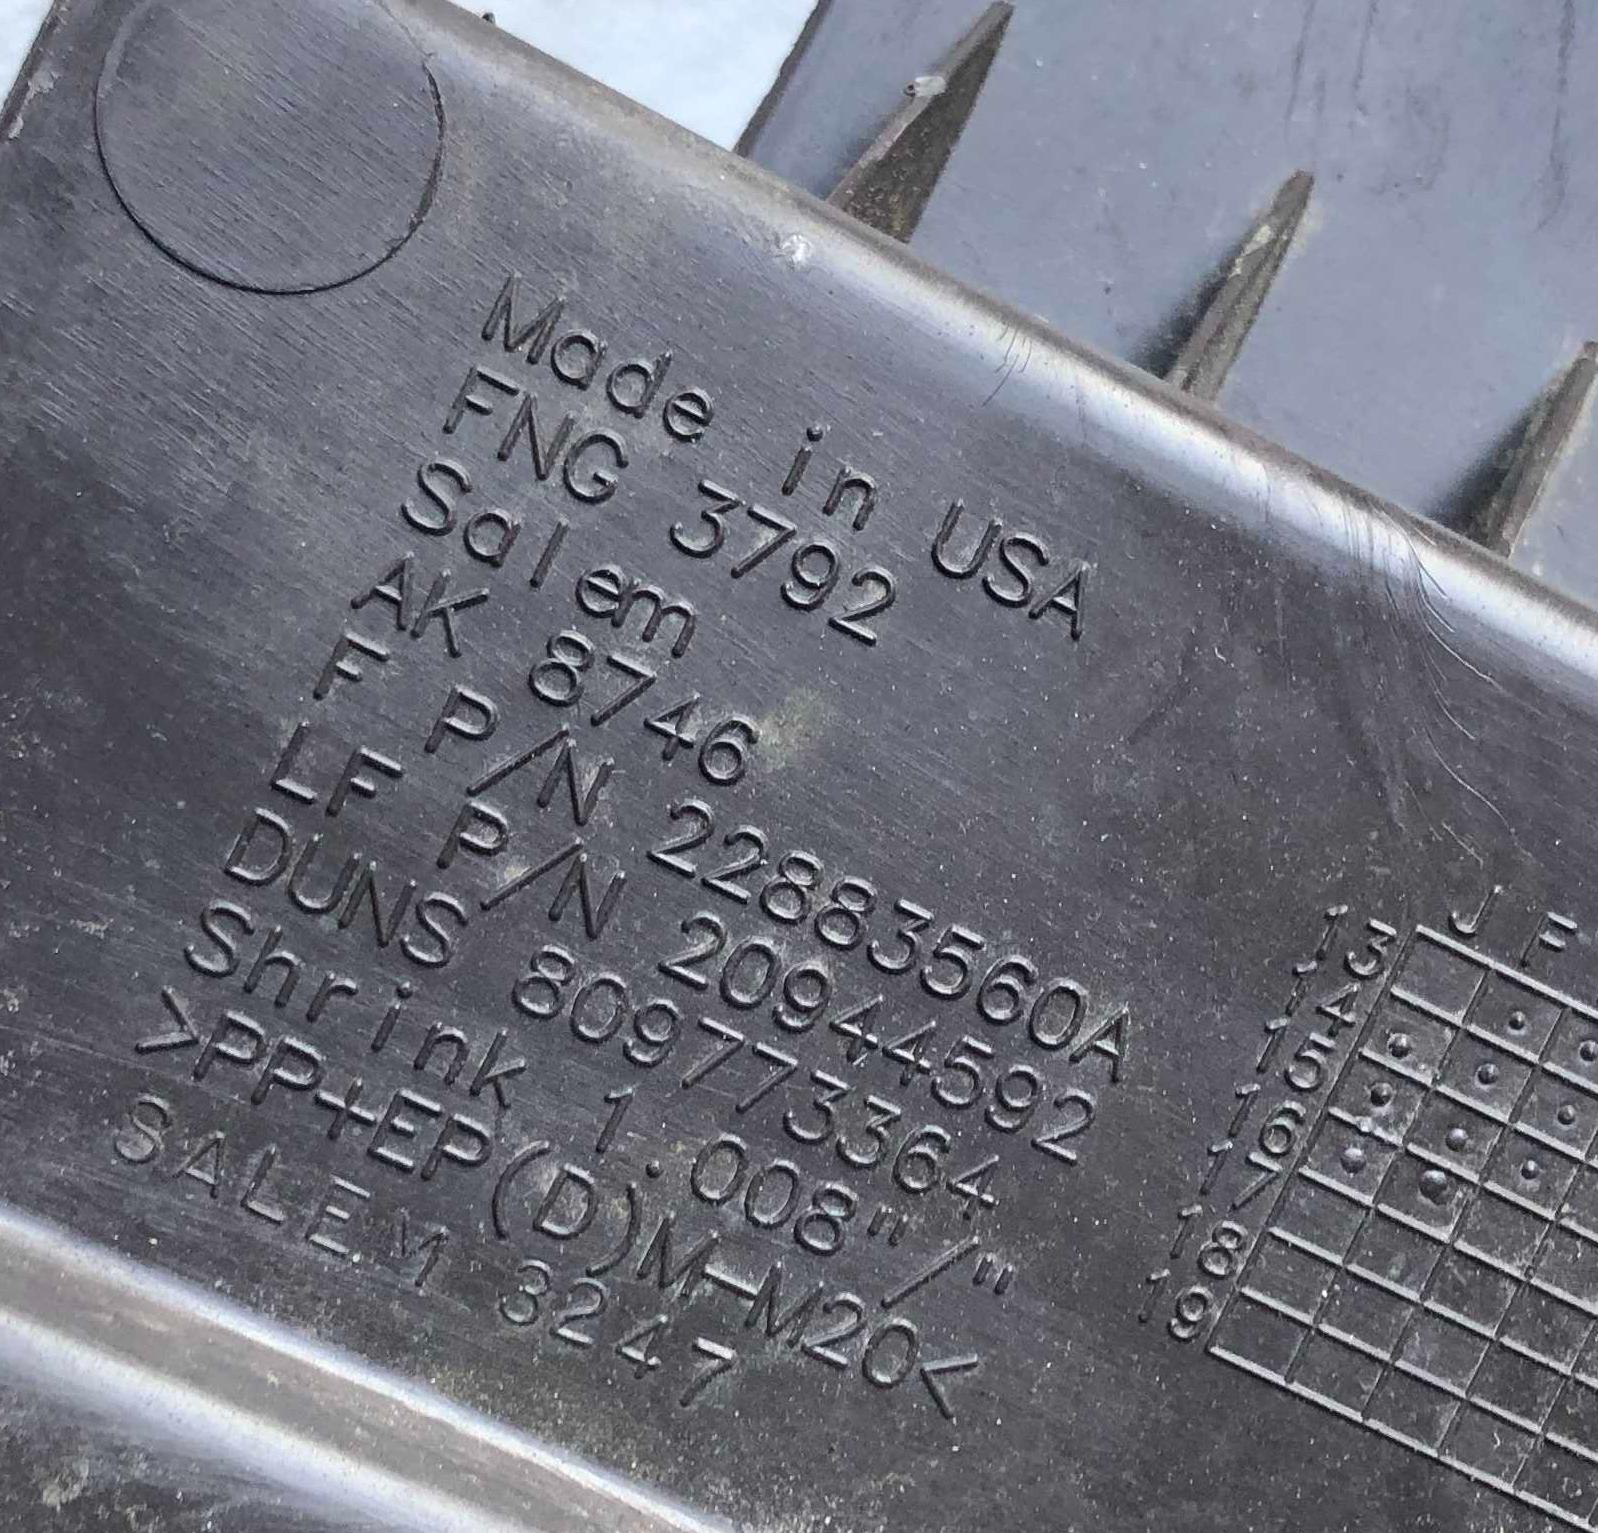 Made in USA
FNG 3792
Salem
AK 8746
F P/N 22883560A
LF P/N 20944592
DUNS 809773364
Shrink 1.008"/"
>PP+EP(D)M-M20<
SALEM 3247
J F
13
14
15
16
17
18
19